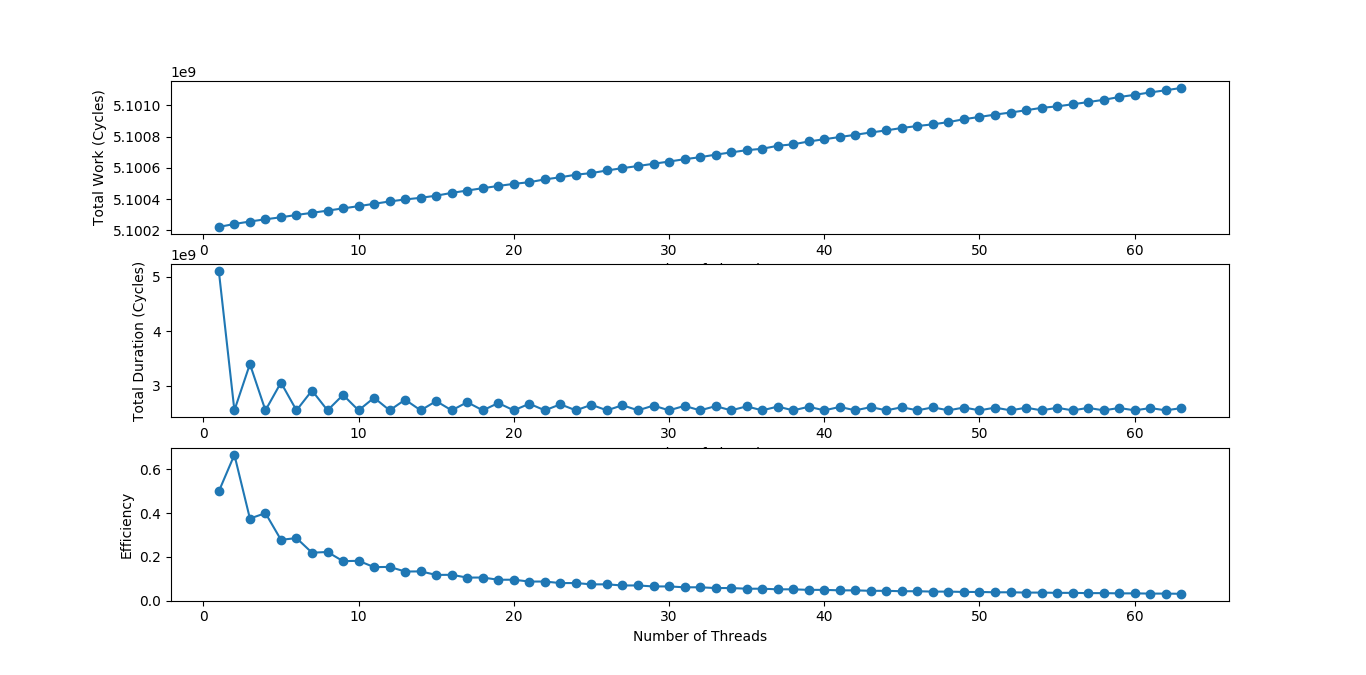 1e9
Total Work (Cycles)
5.1010
5.1008
5.1006
5.1004
5.1002
0 10 20 30 40 50 60
1e9
Total Duration (Cycles)
5
4
3
0 10 20 30 40 50 60
Efficiency
0.6
0.4
0.2
0.0
0 10 20 30 40 50 60
Number of Threads